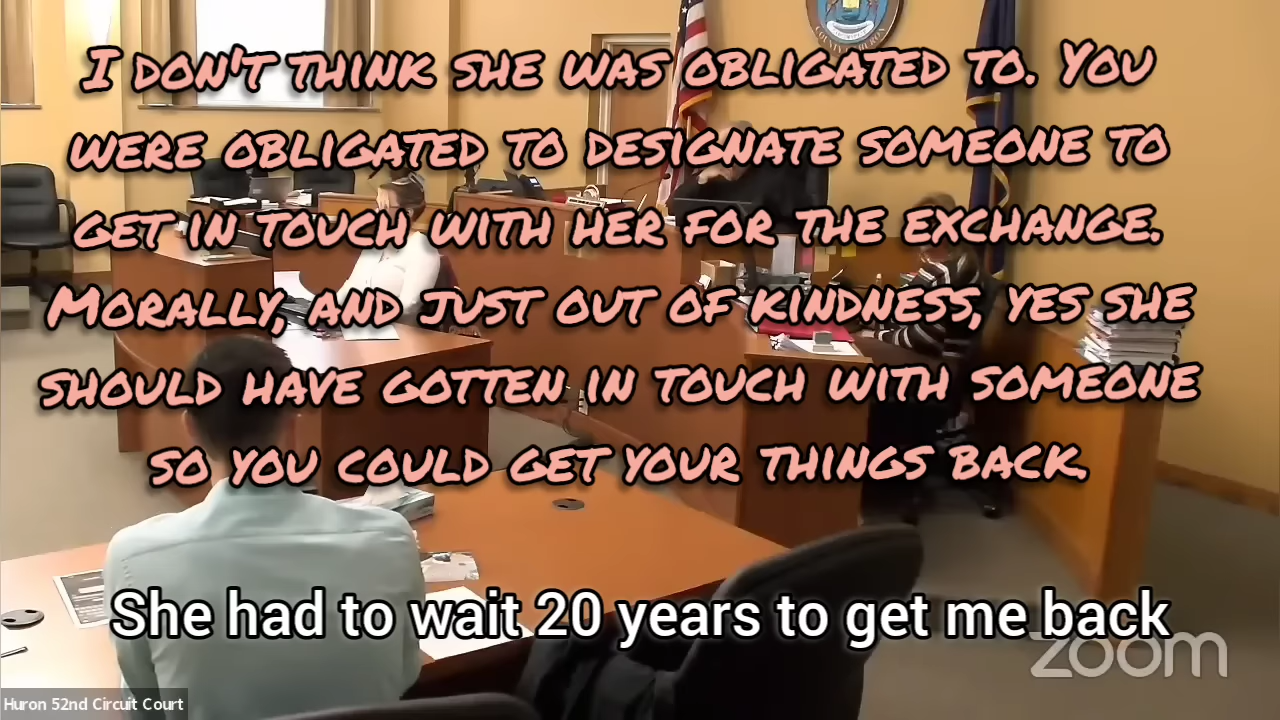 COUNTY HURON
I DON'T THINK SHE WAS OBLIGATED TO. YOU
WERE OBLIGATED TO DESIGNATE SOMEONE TO
GET IN TOUCH WITH HER FOR THE EXCHANGE.
MORALLY, AND JUST OUT OF KINDNESS, YES SHE
SHOULD HAVE GOTTEN IN TOUCH WITH SOMEONE
SO YOU COULD GET YOUR THINGS BACK.
She had to wait 20 years to get me back
zoom
Huron 52nd Circuit Court